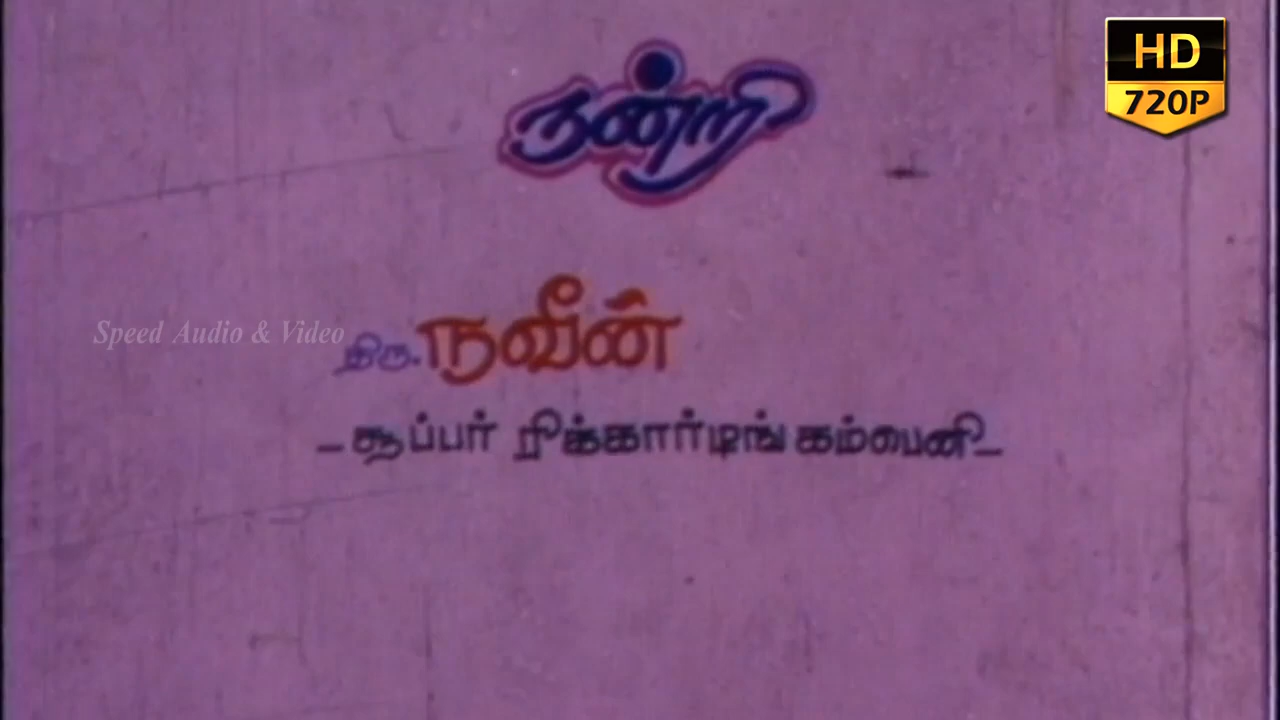 HD
720P
நன்றி
Speed Audio & Video
திரு. நவீன்
- சூப்பர் ரிக்கார்டிங் கம்பெனி -